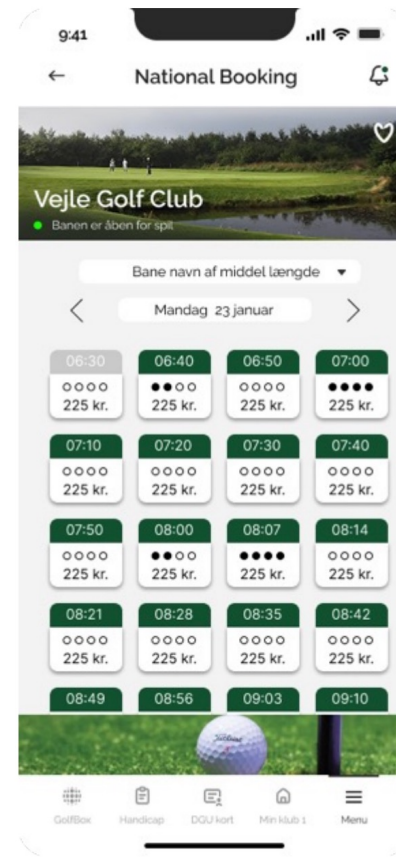 9:41
National Booking
Vejle Golf Club
Banen er åben for spil
Bane navn af middel længde
Mandag 23 januar
06:30 06:40 06:50 07:00
225 kr. 225 kr. 225 kr. 225 kr.
07:10 07:20 07:30 07:40
225 kr. 225 kr. 225 kr. 225 kr.
07:50 08:00 08:07 08:14
225 kr. 225 kr. 225 kr. 225 kr.
08:21 08:28 08:35 08:42
225 kr. 225 kr. 225 kr. 225 kr.
08:49 08:56 09:03 09:10
Titleist
GolfBox Handicap DGU kort Min klub 1 Menu